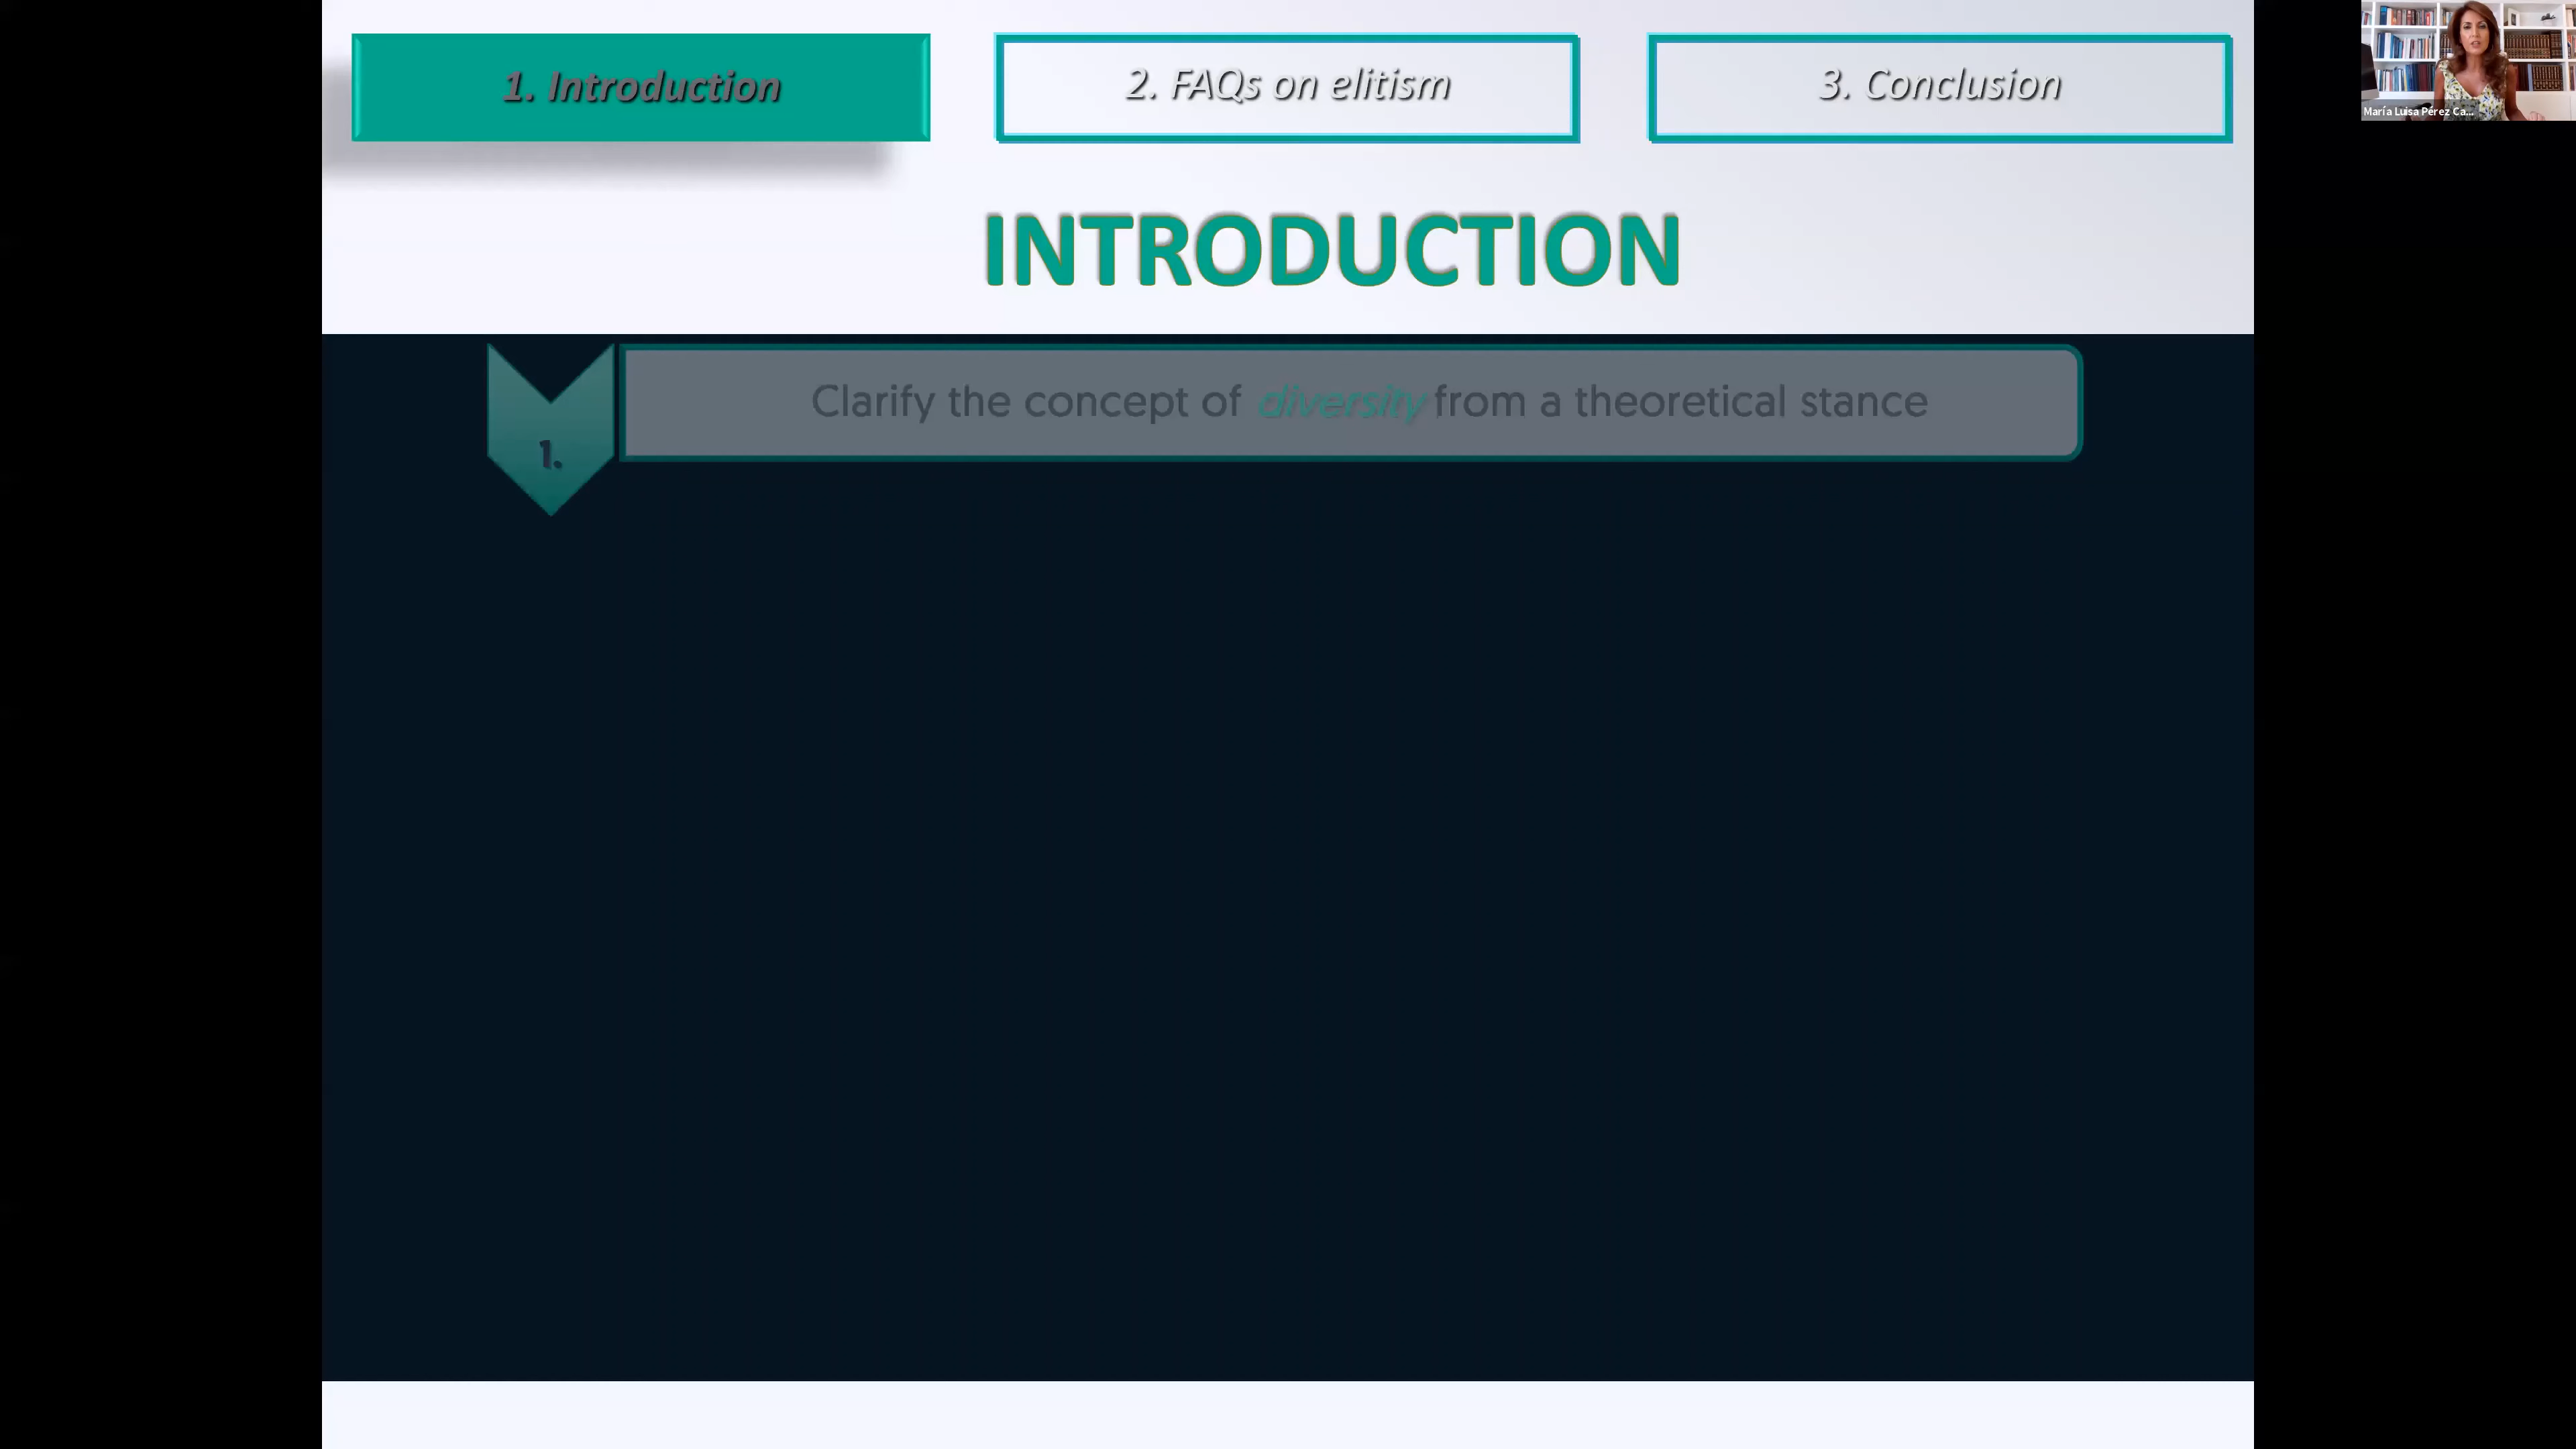 1. Introduction
2. FAQs on elitism
3. Conclusion
María Luisa Pérez Ca...
INTRODUCTION
1.
Clarify the concept of diversity from a theoretical stance